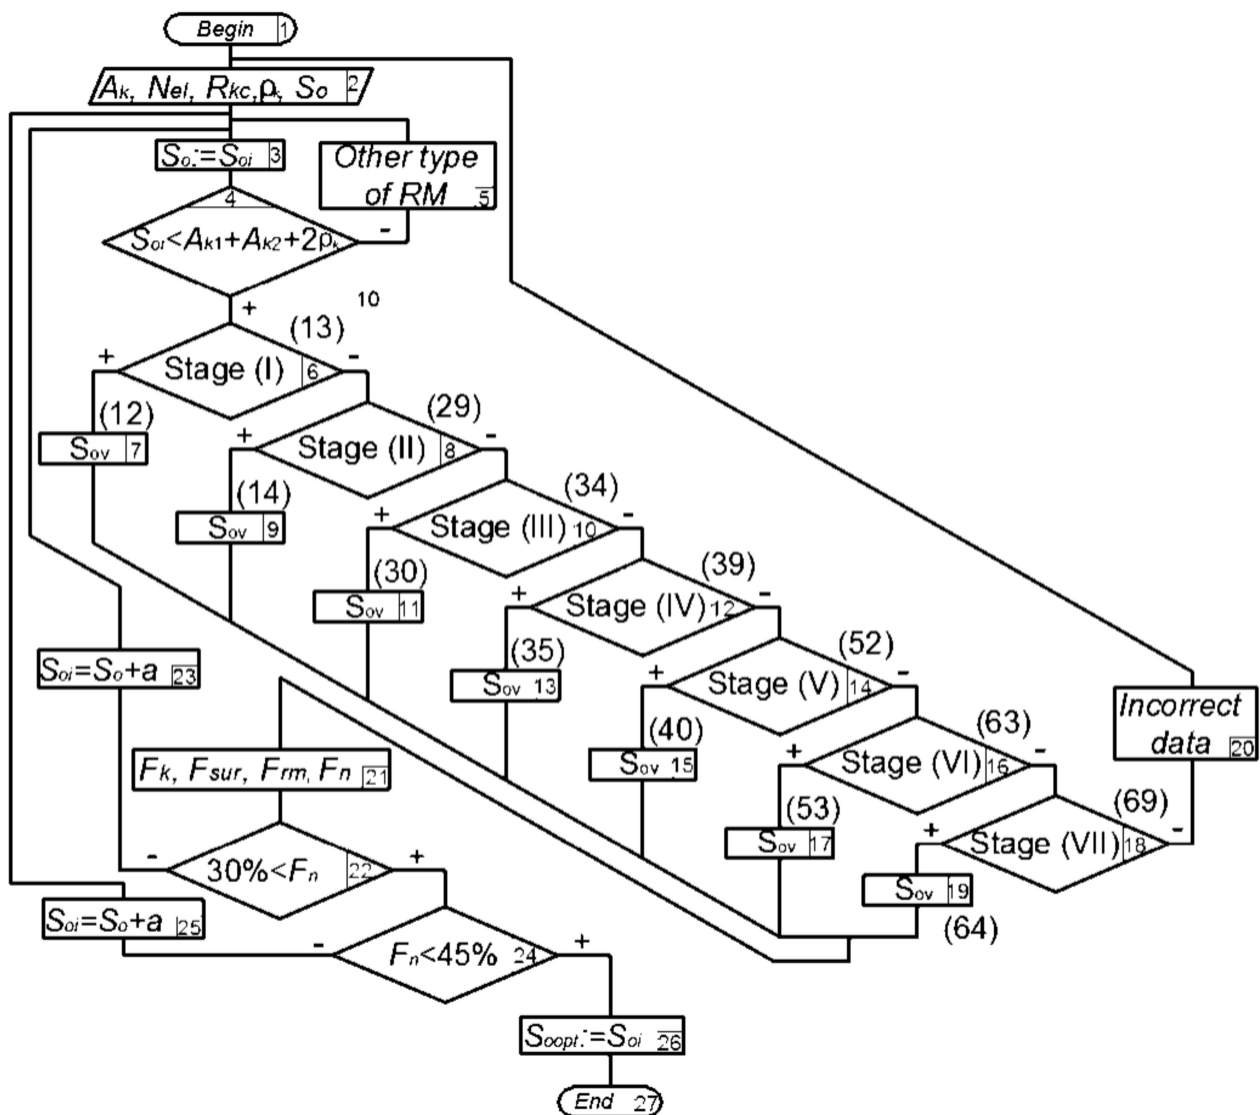 Begin 1
Ak, Nel, Rkc, ρk, So 2
So:=Soi 3
Other type
of RM 5
4
Soi<Ak1+Ak2+2ρk
-
+
10
(13)
+
-
Stage (I) 6
(12)
Sov 7
(29)
+
-
Stage (II) 8
(14)
Sov 9
(34)
+
-
Stage (III) 10
(30)
Sov 11
(39)
+
-
Stage (IV) 12
(35)
Sov 13
(52)
+
-
Stage (V) 14
(40)
Sov 15
(63)
+
-
Stage (VI) 16
(53)
Sov 17
(69)
+
-
Stage (VII) 18
Sov 19
(64)
Incorrect
data 20
Soi=So+a 23
Fk, Fsur, Frm, Fn 21
-
+
30%<Fn 22
Soi=So+a 25
-
+
Fn<45% 24
Soopt:=Soi 26
End 27